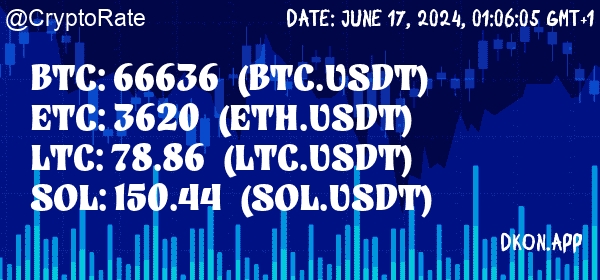 @CryptoRate
DATE: JUNE 17, 2024, 01:06:05 GMT+1
BTC: 66636 (BTC.USDT)
ETC: 3620 (ETH.USDT)
LTC: 78.86 (LTC.USDT)
SOL: 150.44 (SOL.USDT)
DKON.APP